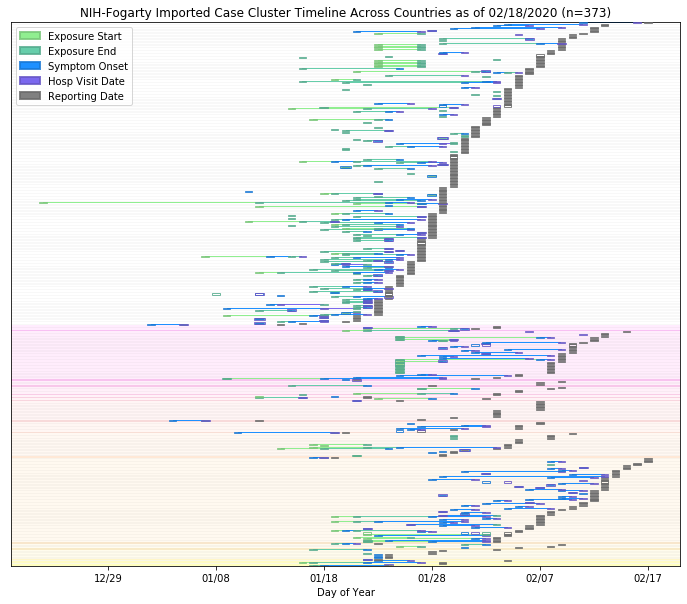 NIH-Fogarty Imported Case Cluster Timeline Across Countries as of 02/18/2020 (n=373)
Exposure Start
Exposure End
Symptom Onset
Hosp Visit Date
Reporting Date
12/29 01/08 01/18 01/28 02/07 02/17
Day of Year